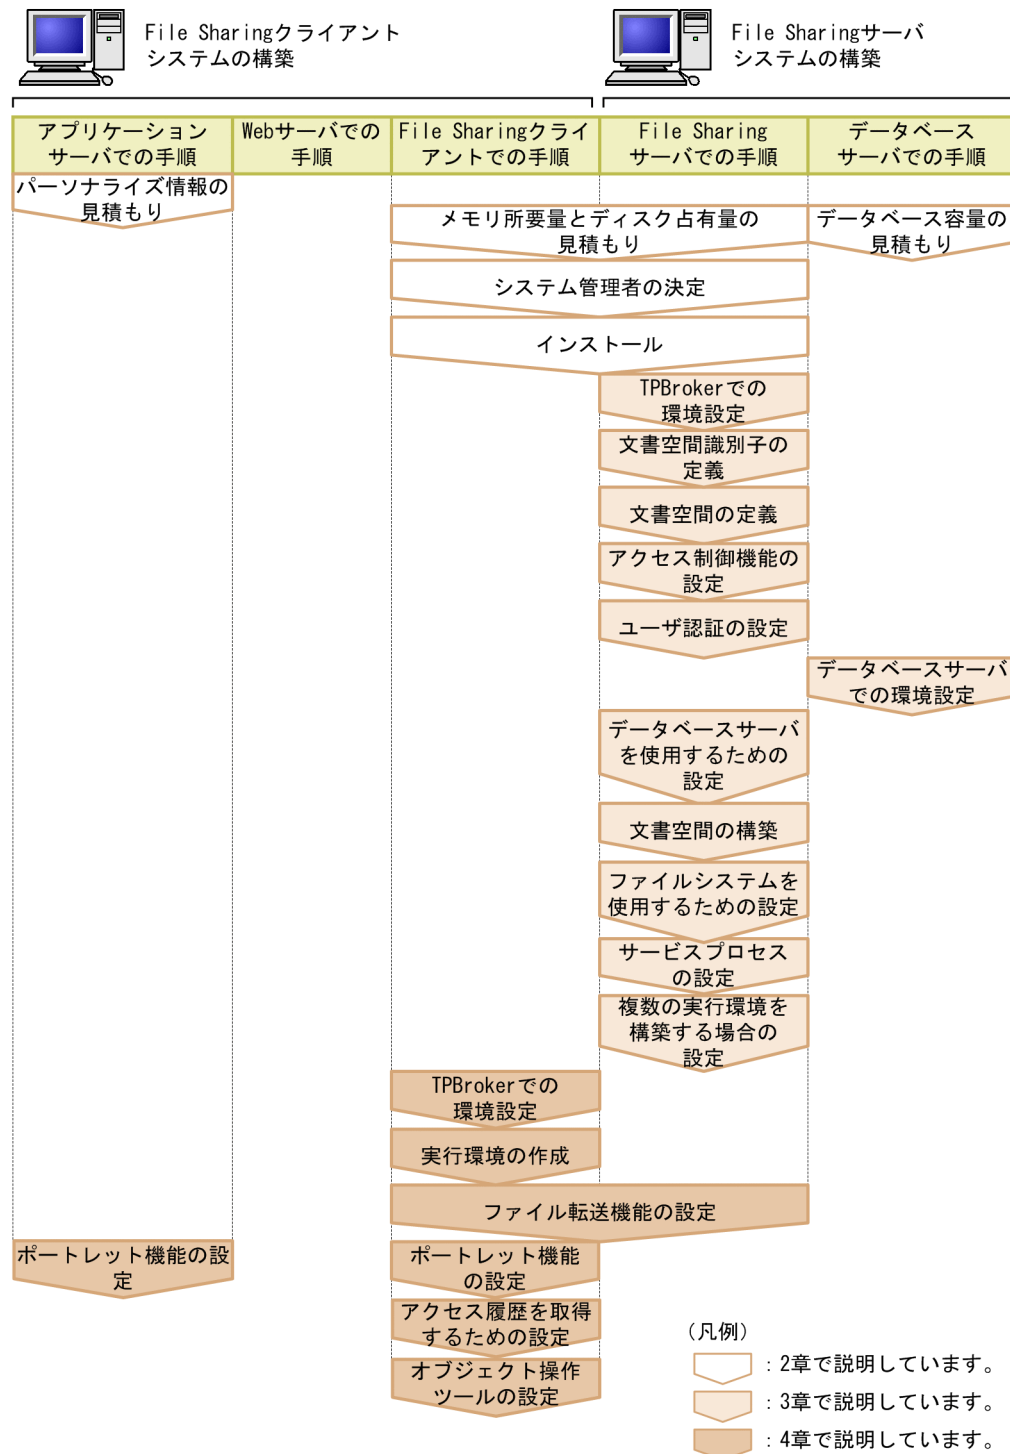 File Sharingクライアント
システムの構築
File Sharingサーバ
システムの構築
アプリケーション
サーバでの手順
Webサーバでの
手順
File Sharingクライ
アントでの手順
File Sharing
サーバでの手順
データベース
サーバでの手順
パーソナライズ情報の
見積もり
メモリ所要量とディスク占有量の
見積もり
データベース容量の
見積もり
システム管理者の決定
インストール
TPBrokerでの
環境設定
文書空間識別子の
定義
文書空間の定義
アクセス制御機能の
設定
ユーザ認証の設定
データベースサーバ
での環境設定
データベースサーバ
を使用するための
設定
文書空間の構築
ファイルシステムを
使用するための設定
サービスプロセス
の設定
複数の実行環境を
構築する場合の
設定
TPBrokerでの
環境設定
実行環境の作成
ファイル転送機能の設定
ポートレット機能の設
定
ポートレット機能
の設定
アクセス履歴を取得
するための設定
オブジェクト操作
ツールの設定
(凡例)
：2章で説明しています。
：3章で説明しています。
：4章で説明しています。